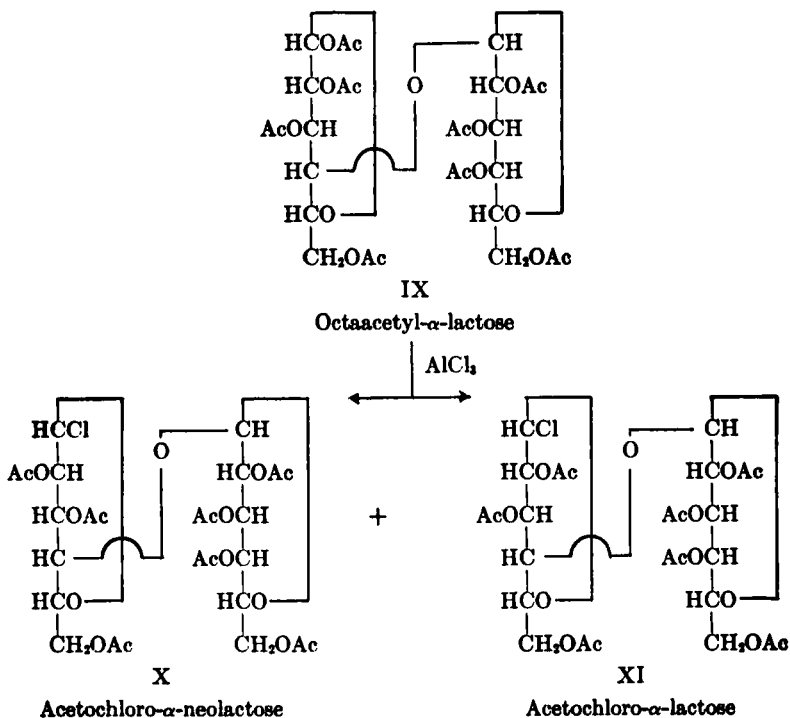 HCOAc CH
HCOAc O HCOAc
AcOCH AcOCH
HC AcOCH
HCO HCO
CH₂OAc CH₂OAc
IX
Octaacetyl-α-lactose
AlCl₃
HCCl O CH HCCl O CH
AcOCH HCOAc HCOAc HCOAc
HCOAc AcOCH + AcOCH AcOCH
HC AcOCH HC AcOCH
HCO HCO HCO HCO
CH₂OAc CH₂OAc CH₂OAc CH₂OAc
X XI
Acetochloro-α-neolactose Acetochloro-α-lactose